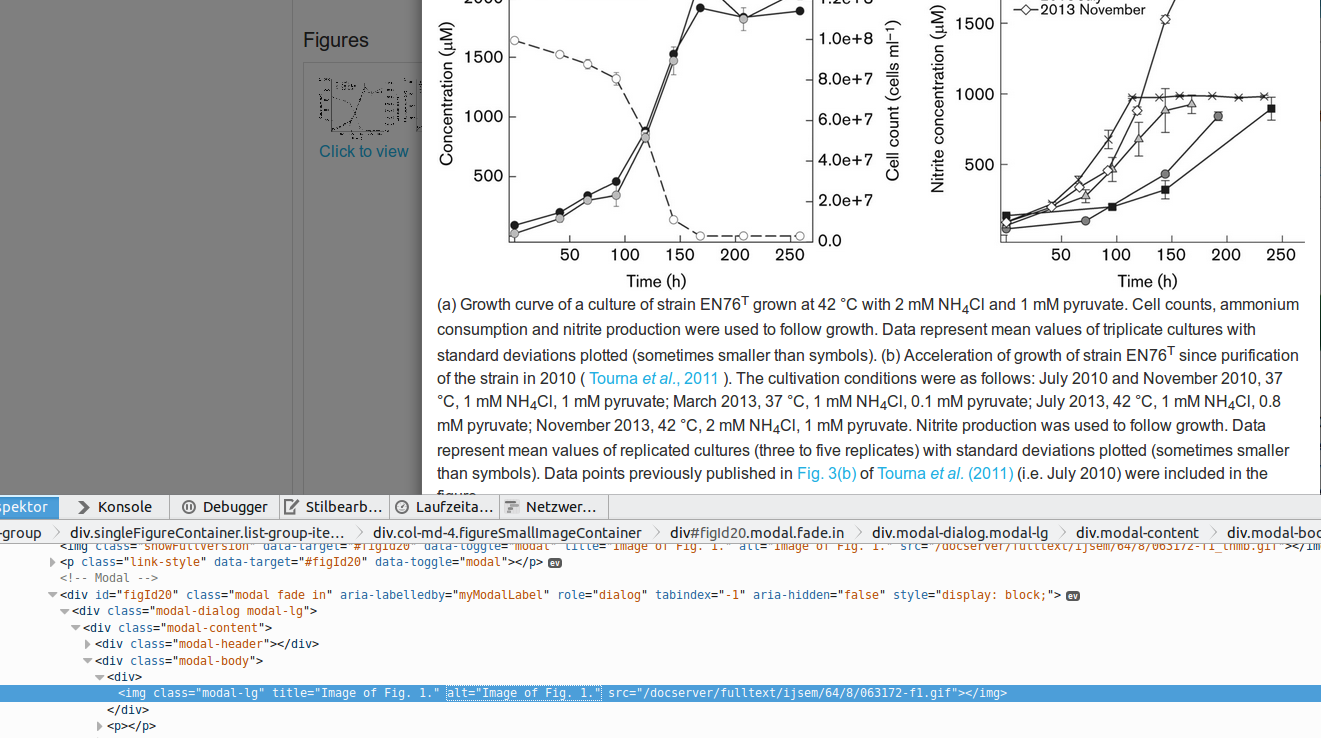 Figures
Click to view
2000
1500
1000
500
Concentration (μM)
1.2e+8
1.0e+8
8.0e+7
6.0e+7
4.0e+7
2.0e+7
0.0
Cell count (cells ml⁻¹)
50 100 150 200 250
Time (h)
2013 November
1500
1000
500
Nitrite concentration (μM)
50 100 150 200 250
Time (h)
(a) Growth curve of a culture of strain EN76ᵀ grown at 42 °C with 2 mM NH₄Cl and 1 mM pyruvate. Cell counts, ammonium
consumption and nitrite production were used to follow growth. Data represent mean values of triplicate cultures with
standard deviations plotted (sometimes smaller than symbols). (b) Acceleration of growth of strain EN76ᵀ since purification
of the strain in 2010 ( Tourna et al., 2011 ). The cultivation conditions were as follows: July 2010 and November 2010, 37
°C, 1 mM NH₄Cl, 1 mM pyruvate; March 2013, 37 °C, 1 mM NH₄Cl, 0.1 mM pyruvate; July 2013, 42 °C, 1 mM NH₄Cl, 0.8
mM pyruvate; November 2013, 42 °C, 2 mM NH₄Cl, 1 mM pyruvate. Nitrite production was used to follow growth. Data
represent mean values of replicated cultures (three to five replicates) with standard deviations plotted (sometimes smaller
than symbols). Data points previously published in Fig. 3(b) of Tourna et al. (2011) (i.e. July 2010) were included in the
figure.
spektor Konsole Debugger Stilbearb... Laufzeita... Netzwer...
-group div.singleFigureContainer.list-group-ite... div.col-md-4.figureSmallImageContainer div#figId20.modal.fade.in div.modal-dialog.modal-lg div.modal-content div.modal-boc
<img class="showFullVersion" data-target="#figId20" data-toggle="modal" title="Image of Fig. 1." alt="Image of Fig. 1." src="/docserver/fulltext/ijsem/64/8/063172-f1_thmb.gif"></im
<p class="link-style" data-target="#figId20" data-toggle="modal"></p> ev
<!-- Modal -->
<div id="figId20" class="modal fade in" aria-labelledby="myModalLabel" role="dialog" tabindex="-1" aria-hidden="false" style="display: block;"> ev
<div class="modal-dialog modal-lg">
<div class="modal-content">
<div class="modal-header"></div>
<div class="modal-body">
<div>
<img class="modal-lg" title="Image of Fig. 1." alt="Image of Fig. 1." src="/docserver/fulltext/ijsem/64/8/063172-f1.gif"></img>
</div>
<p></p>